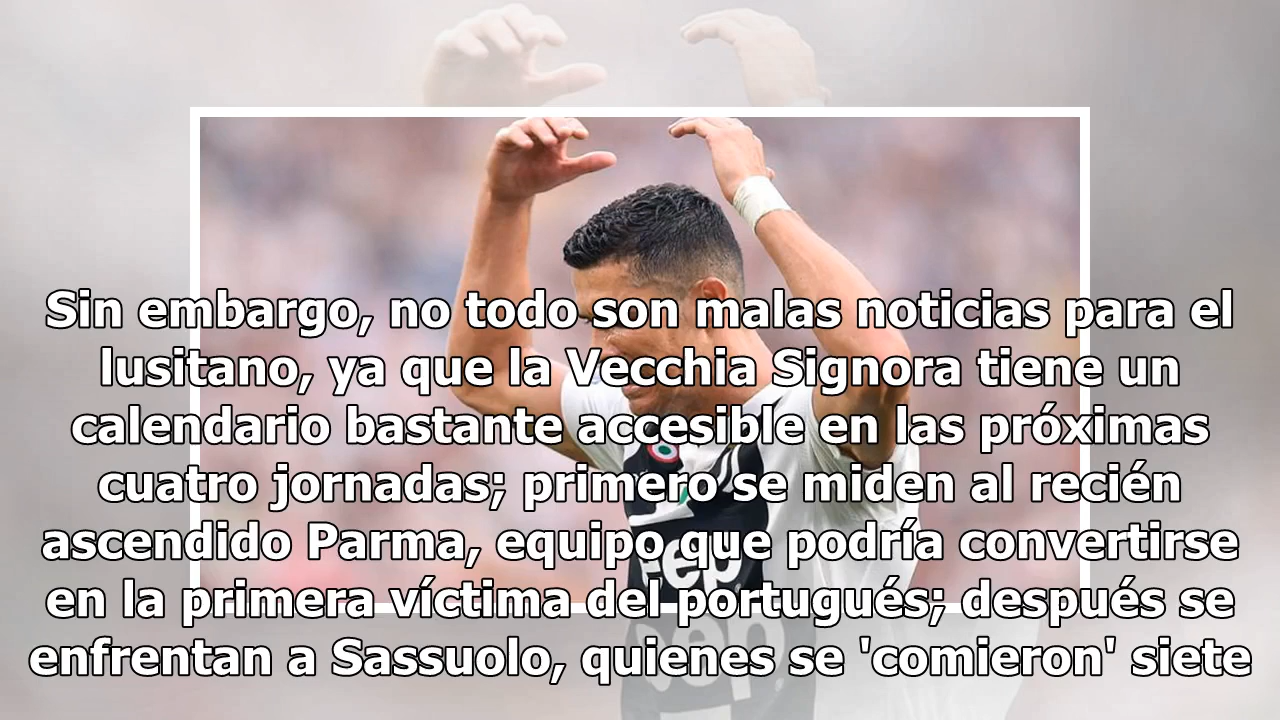 Sin embargo, no todo son malas noticias para el
lusitano, ya que la Vecchia Signora tiene un
calendario bastante accesible en las próximas
cuatro jornadas; primero se miden al recién
ascendido Parma, equipo que podría convertirse
en la primera víctima del portugués; después se
enfrentan a Sassuolo, quienes se 'comieron' siete
Jeep
Jeep